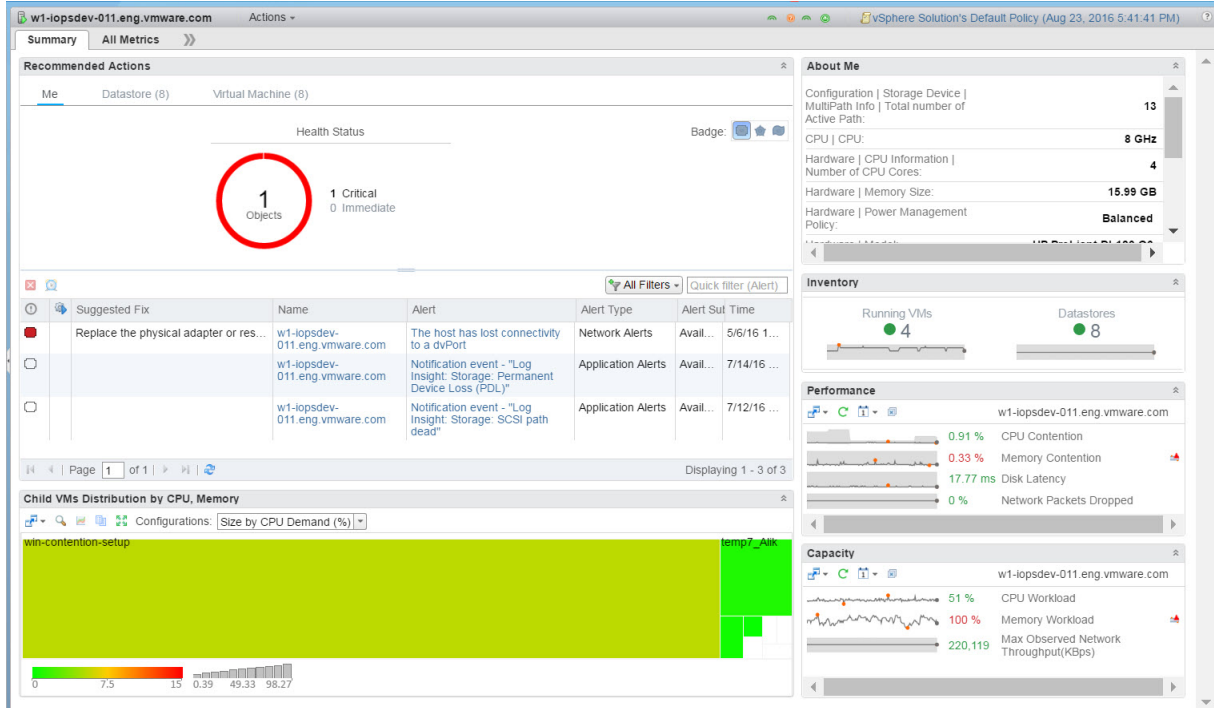 w1-iopsdev-011.eng.vmware.com Actions
vSphere Solution's Default Policy (Aug 23, 2016 5:41:41 PM)
Summary All Metrics
Recommended Actions
Me Datastore (8) Virtual Machine (8)
Health Status
Badge:
1
Objects
1 Critical
0 Immediate
All Filters Quick filter (Alert)
Suggested Fix Name Alert Alert Type Alert Sul Time
Replace the physical adapter or res... w1-iopsdev-011.eng.vmware.com The host has lost connectivity to a dvPort Network Alerts Avail... 5/6/16 1...
w1-iopsdev-011.eng.vmware.com Notification event - "Log Insight: Storage: Permanent Device Loss (PDL)" Application Alerts Avail... 7/14/16 ...
w1-iopsdev-011.eng.vmware.com Notification event - "Log Insight: Storage: SCSI path dead" Application Alerts Avail... 7/12/16 ...
Page 1 of 1 Displaying 1 - 3 of 3
Child VMs Distribution by CPU, Memory
Configurations: Size by CPU Demand (%)
win-contention-setup temp7_Alik
0 7.5 15 0.39 49.33 98.27
About Me
Configuration | Storage Device |
MultiPath Info | Total number of
Active Path:
13
CPU | CPU: 8 GHz
Hardware | CPU Information |
Number of CPU Cores:
4
Hardware | Memory Size: 15.99 GB
Hardware | Power Management
Policy:
Balanced
Inventory
Running VMs Datastores
4 8
Performance
w1-iopsdev-011.eng.vmware.com
0.91 % CPU Contention
0.33 % Memory Contention
17.77 ms Disk Latency
0 % Network Packets Dropped
Capacity
w1-iopsdev-011.eng.vmware.com
51 % CPU Workload
100 % Memory Workload
220,119 Max Observed Network
Throughput(KBps)